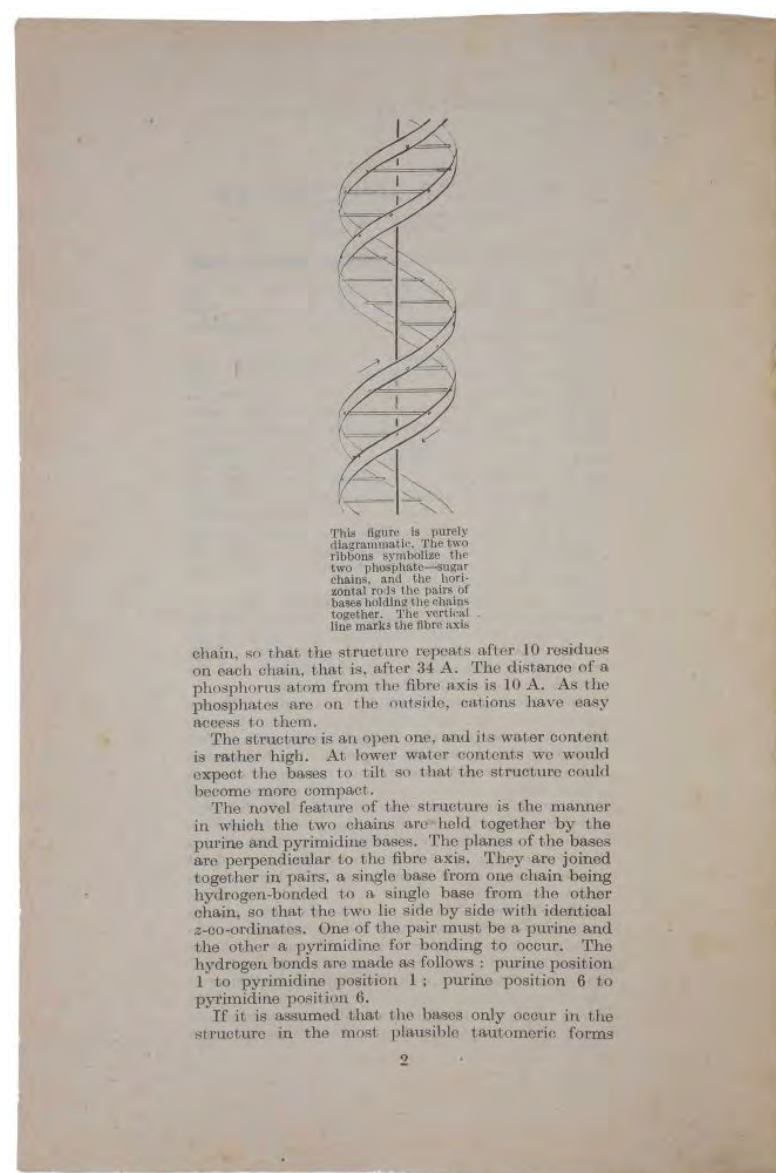 This figure is purely
diagrammatic. The two
ribbons symbolize the
two phosphate—sugar
chains, and the hori-
zontal rods the pairs of
bases holding the chains
together. The vertical
line marks the fibre axis
chain, so that the structure repeats after 10 residues
on each chain, that is, after 34 A. The distance of a
phosphorus atom from the fibre axis is 10 A. As the
phosphates are on the outside, cations have easy
access to them.
The structure is an open one, and its water content
is rather high. At lower water contents we would
expect the bases to tilt so that the structure could
become more compact.
The novel feature of the structure is the manner
in which the two chains are held together by the
purine and pyrimidine bases. The planes of the bases
are perpendicular to the fibre axis. They are joined
together in pairs, a single base from one chain being
hydrogen-bonded to a single base from the other
chain, so that the two lie side by side with identical
z-co-ordinates. One of the pair must be a purine and
the other a pyrimidine for bonding to occur. The
hydrogen bonds are made as follows : purine position
1 to pyrimidine position 1 ; purine position 6 to
pyrimidine position 6.
If it is assumed that the bases only occur in the
structure in the most plausible tautomeric forms
2